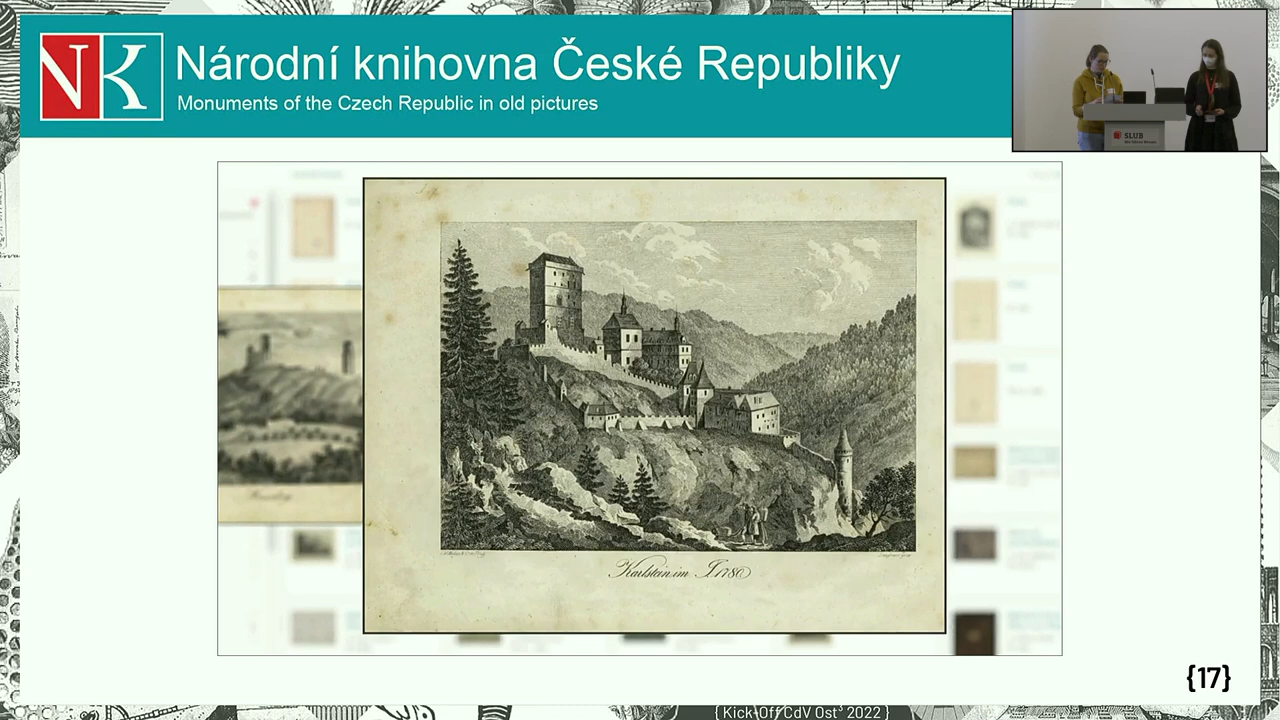 NK
Národní knihovna České Republiky
Monuments of the Czech Republic in old pictures
SLUB
Karlstein im J. 1780
{17}
{ Kick-Off CdV Ost³ 2022 }